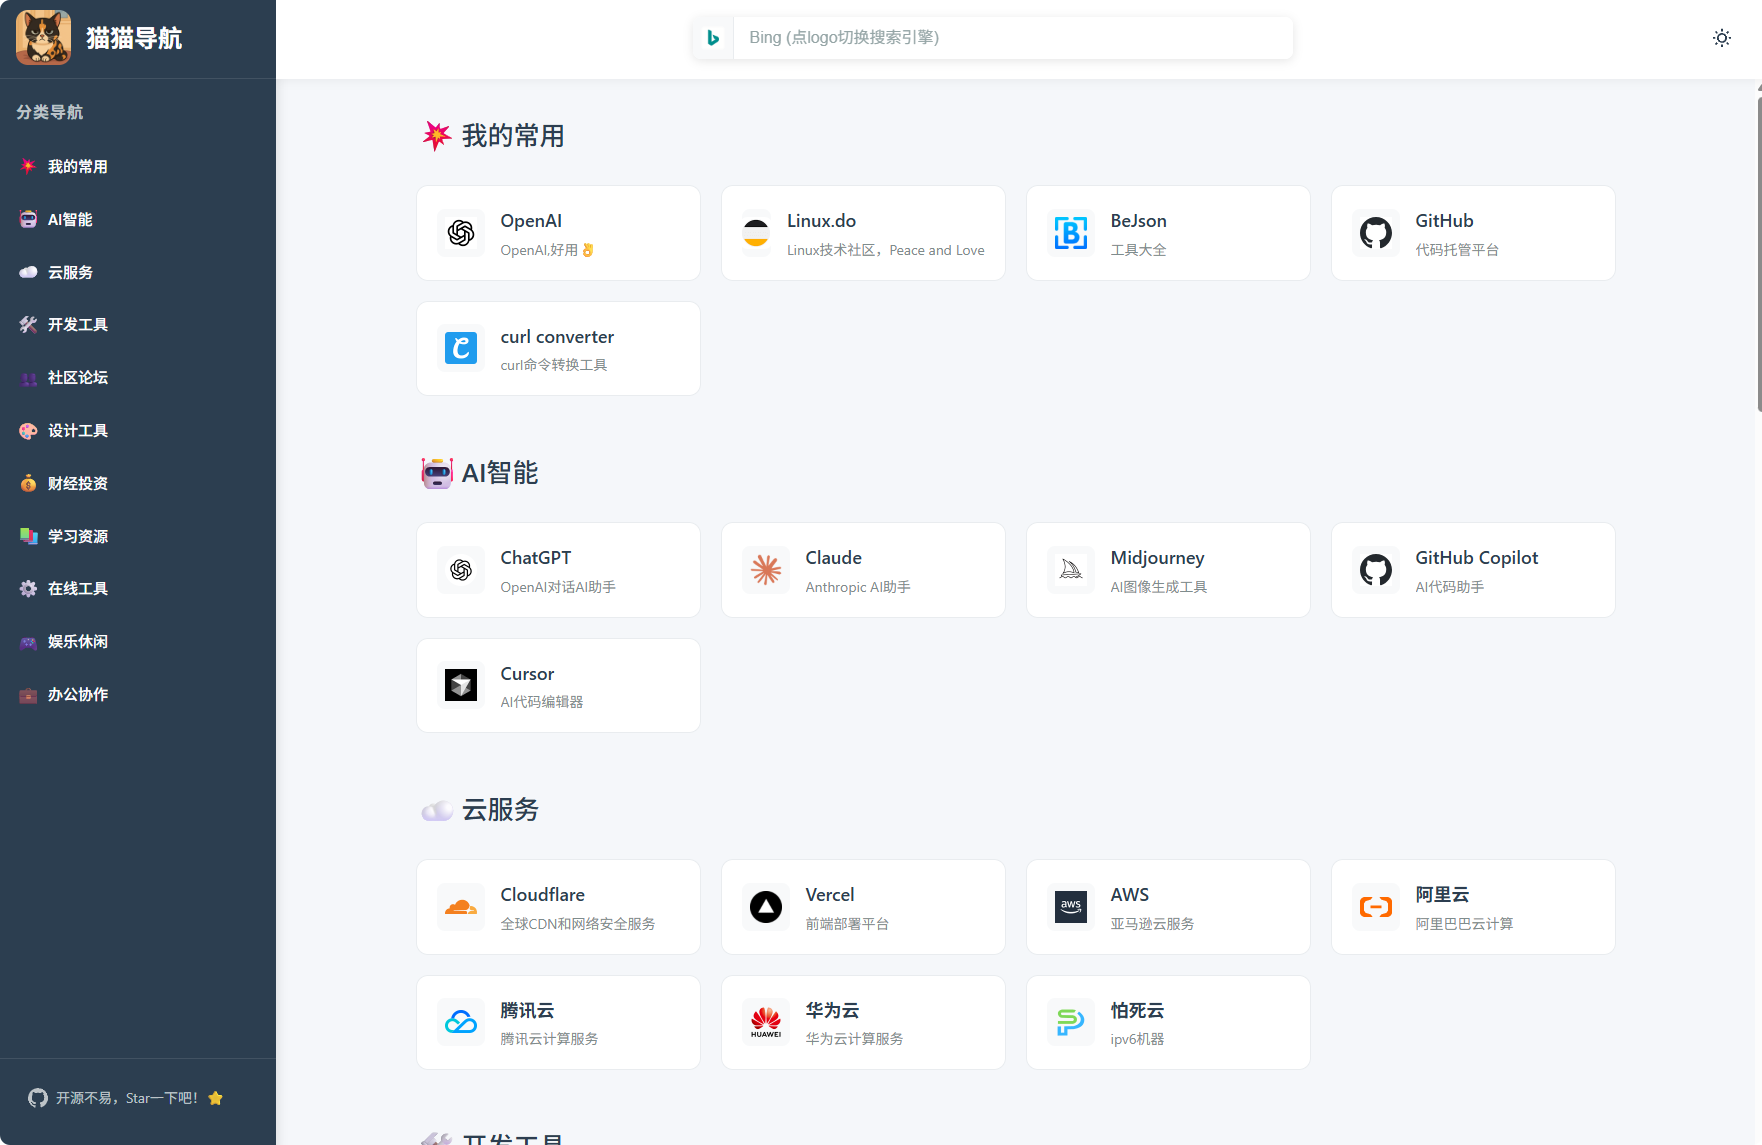 猫猫导航
Bing (点logo切换搜索引擎)
分类导航
我的常用
AI智能
云服务
开发工具
社区论坛
设计工具
财经投资
学习资源
在线工具
娱乐休闲
办公协作
开源不易，Star一下吧！⭐
我的常用
OpenAI
OpenAI,好用👌
Linux.do
Linux技术社区，Peace and Love
BeJson
工具大全
GitHub
代码托管平台
curl converter
curl命令转换工具
AI智能
ChatGPT
OpenAI对话AI助手
Claude
Anthropic AI助手
Midjourney
AI图像生成工具
GitHub Copilot
AI代码助手
Cursor
AI代码编辑器
云服务
Cloudflare
全球CDN和网络安全服务
Vercel
前端部署平台
aws
AWS
亚马逊云服务
阿里云
阿里巴巴云计算
腾讯云
腾讯云计算服务
HUAWEI
华为云
华为云计算服务
怕死云
ipv6机器
开发工具